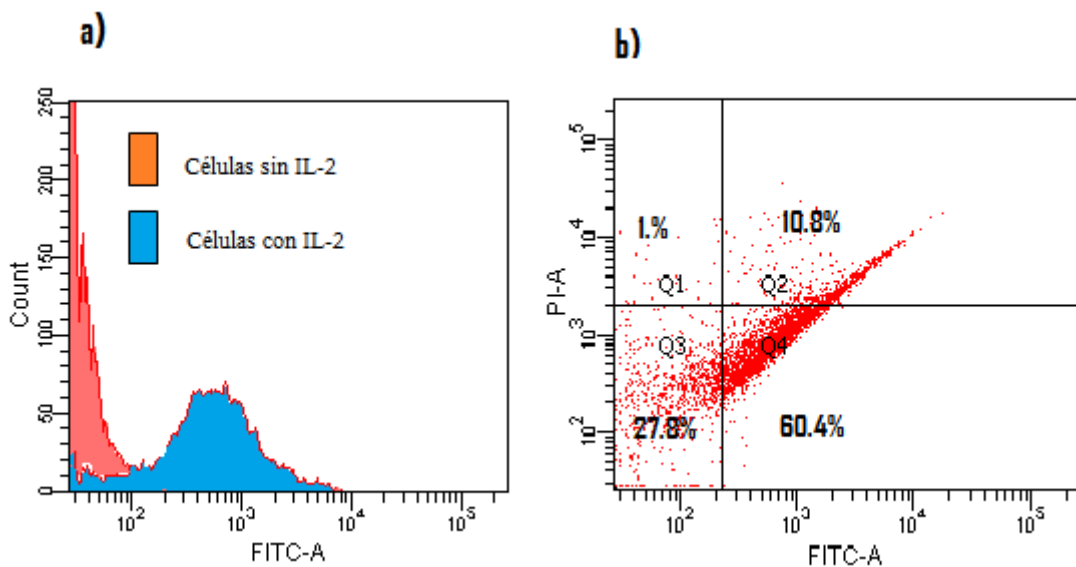 a)
250
200
150
100
50
0
Count
Células sin IL-2
Células con IL-2
10² 10³ 10⁴ 10⁵
FITC-A
b)
10⁵
10⁴
10³
10²
PI-A
1.%
10.8%
Q1
Q2
Q3
Q4
27.8%
60.4%
10² 10³ 10⁴ 10⁵
FITC-A